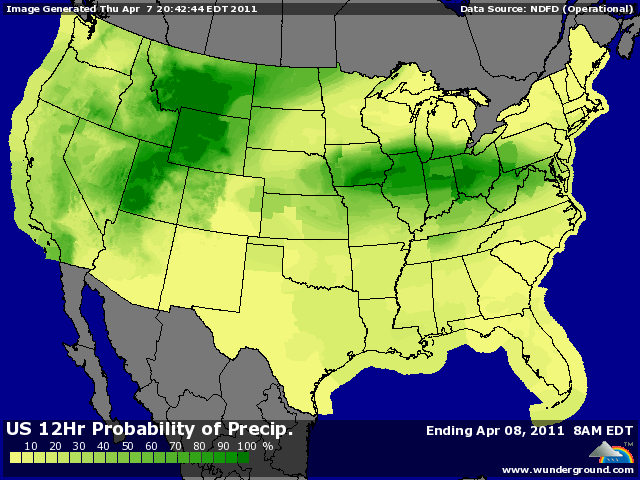 Image Generated Thu Apr 7 20:42:44 EDT 2011 Data Source: NDFD (Operational)
US 12Hr Probability of Precip.
Ending Apr 08, 2011 8AM EDT
10 20 30 40 50 60 70 80 90 100 %
www.wunderground.com